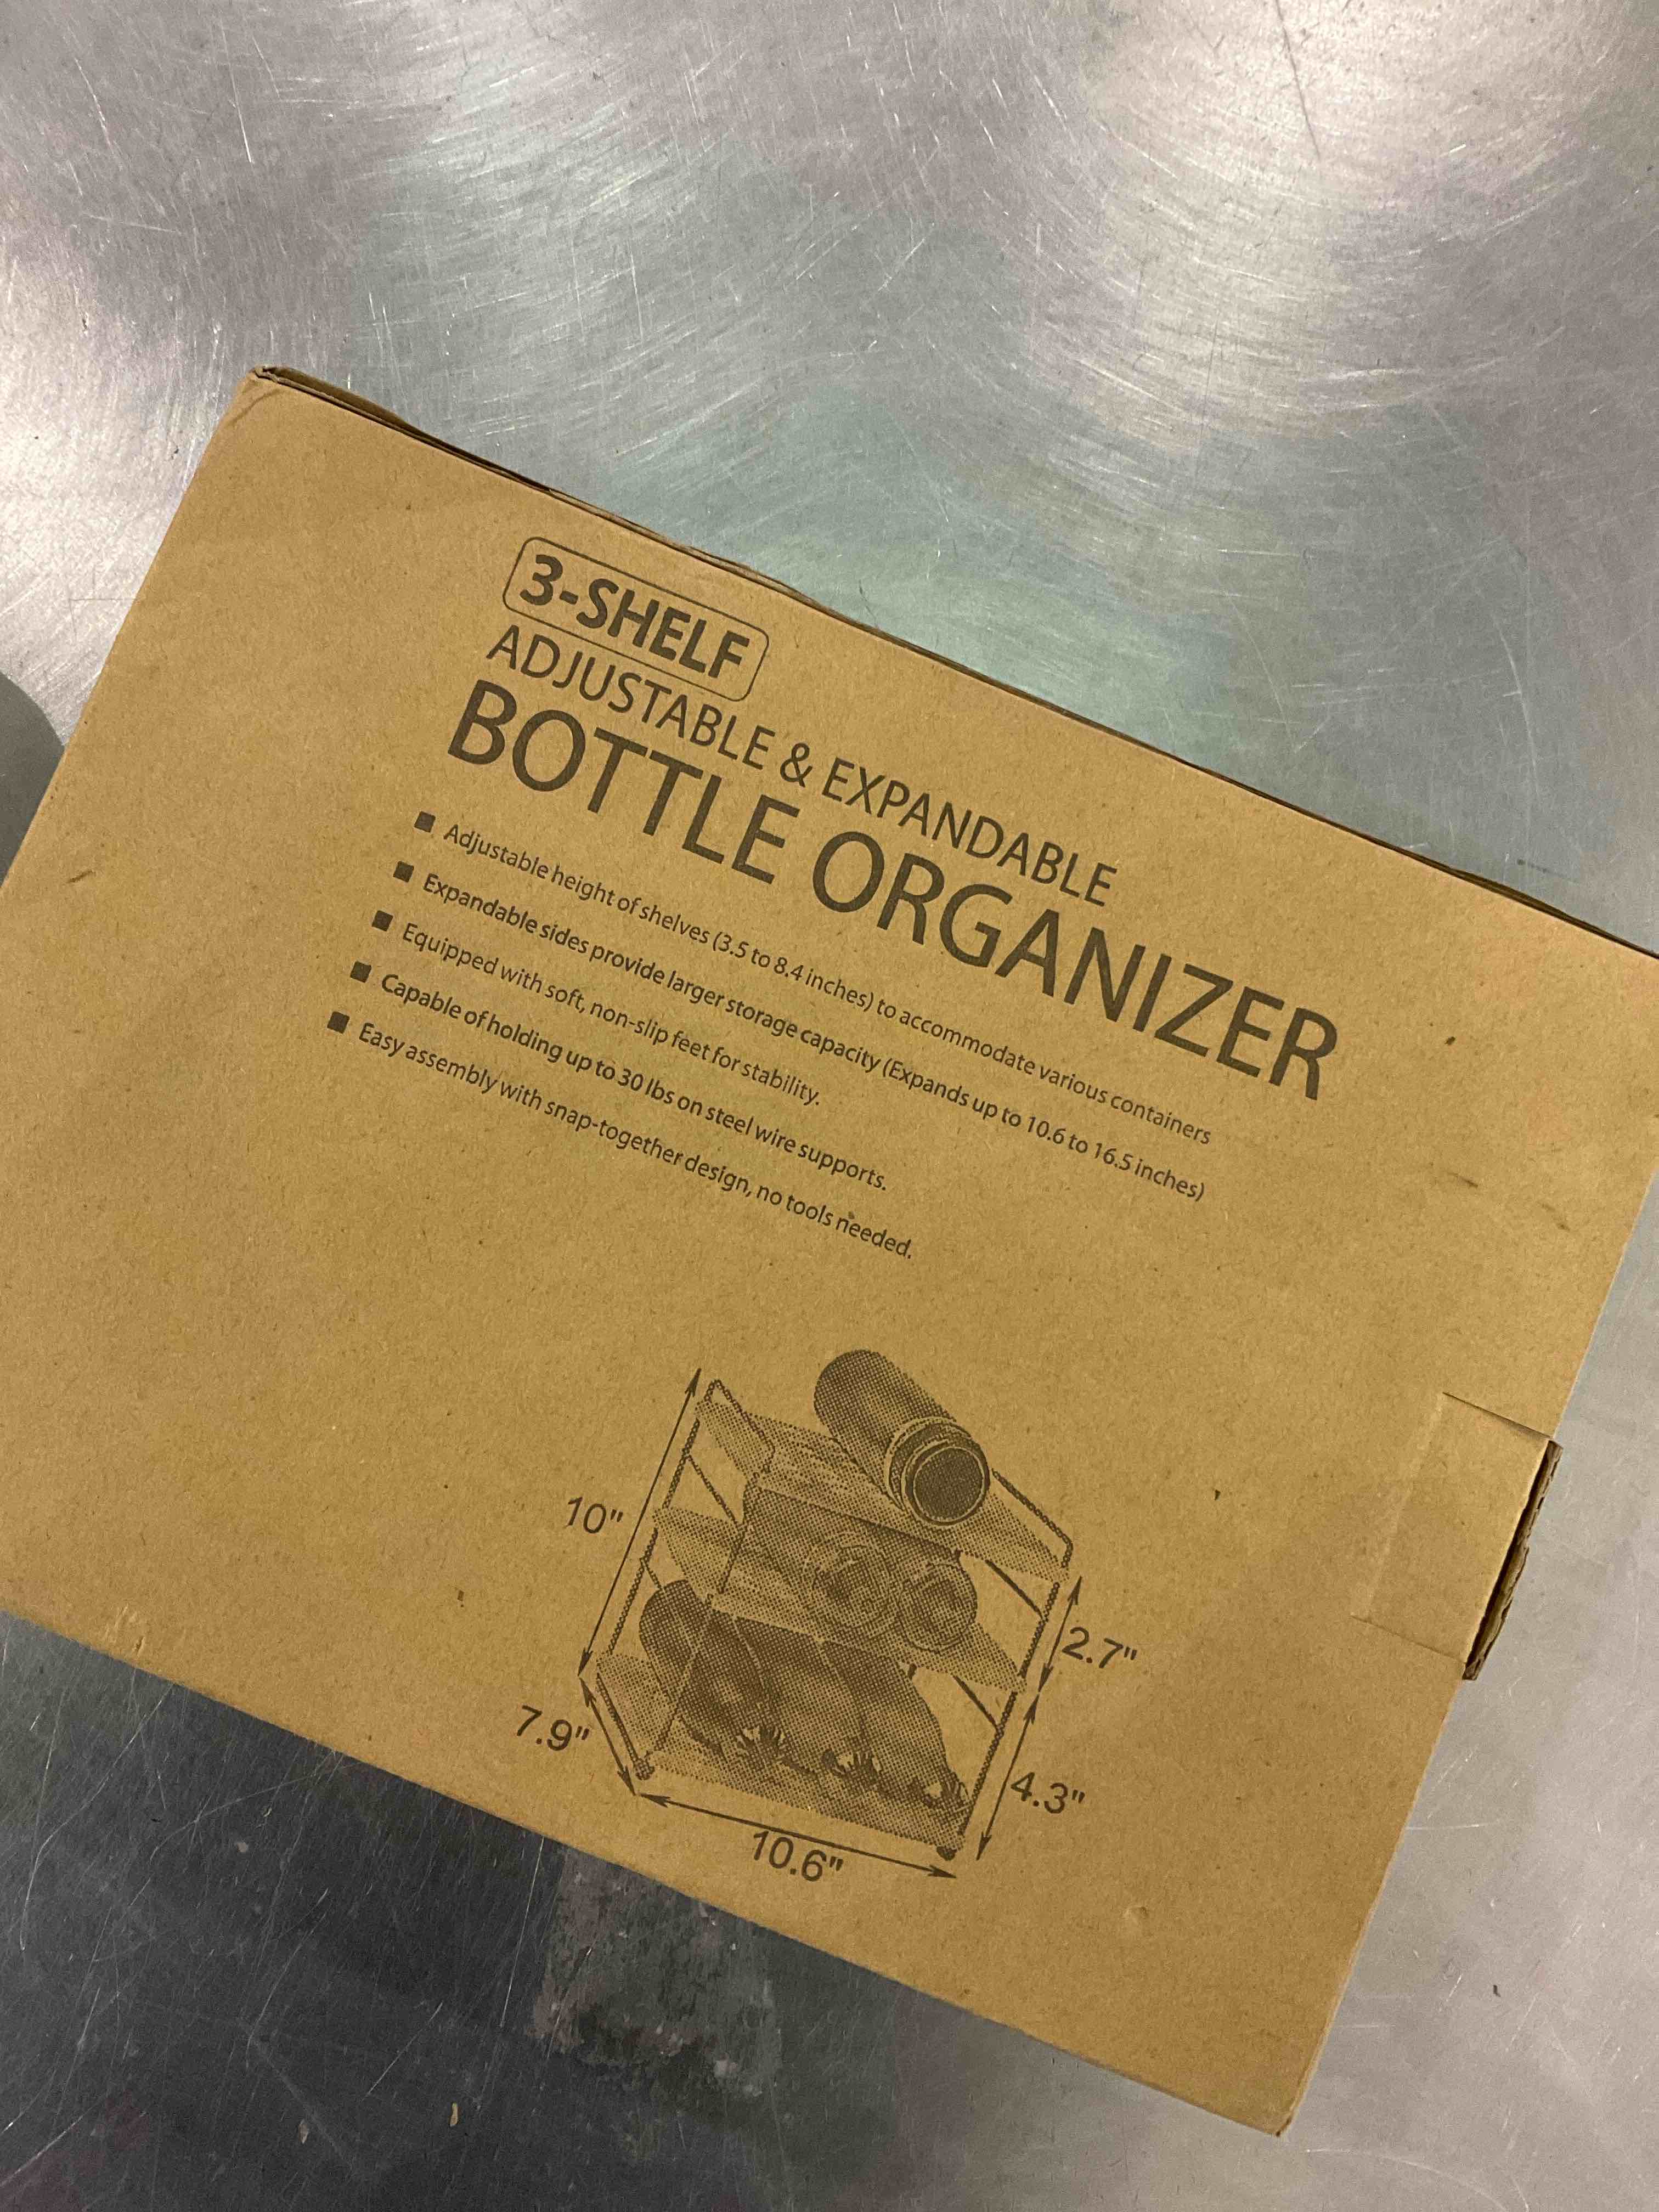 3-SHELF
ADJUSTABLE & EXPANDABLE
BOTTLE ORGANIZER
■ Adjustable height of shelves (3.5 to 8.4 inches) to accommodate various containers
■ Expandable sides provide larger storage capacity (Expands up to 10.6 to 16.5 inches)
■ Equipped with soft, non-slip feet for stability.
■ Capable of holding up to 30 lbs on steel wire supports.
■ Easy assembly with snap-together design, no tools needed.
10"
2.7"
7.9"
4.3"
10.6"